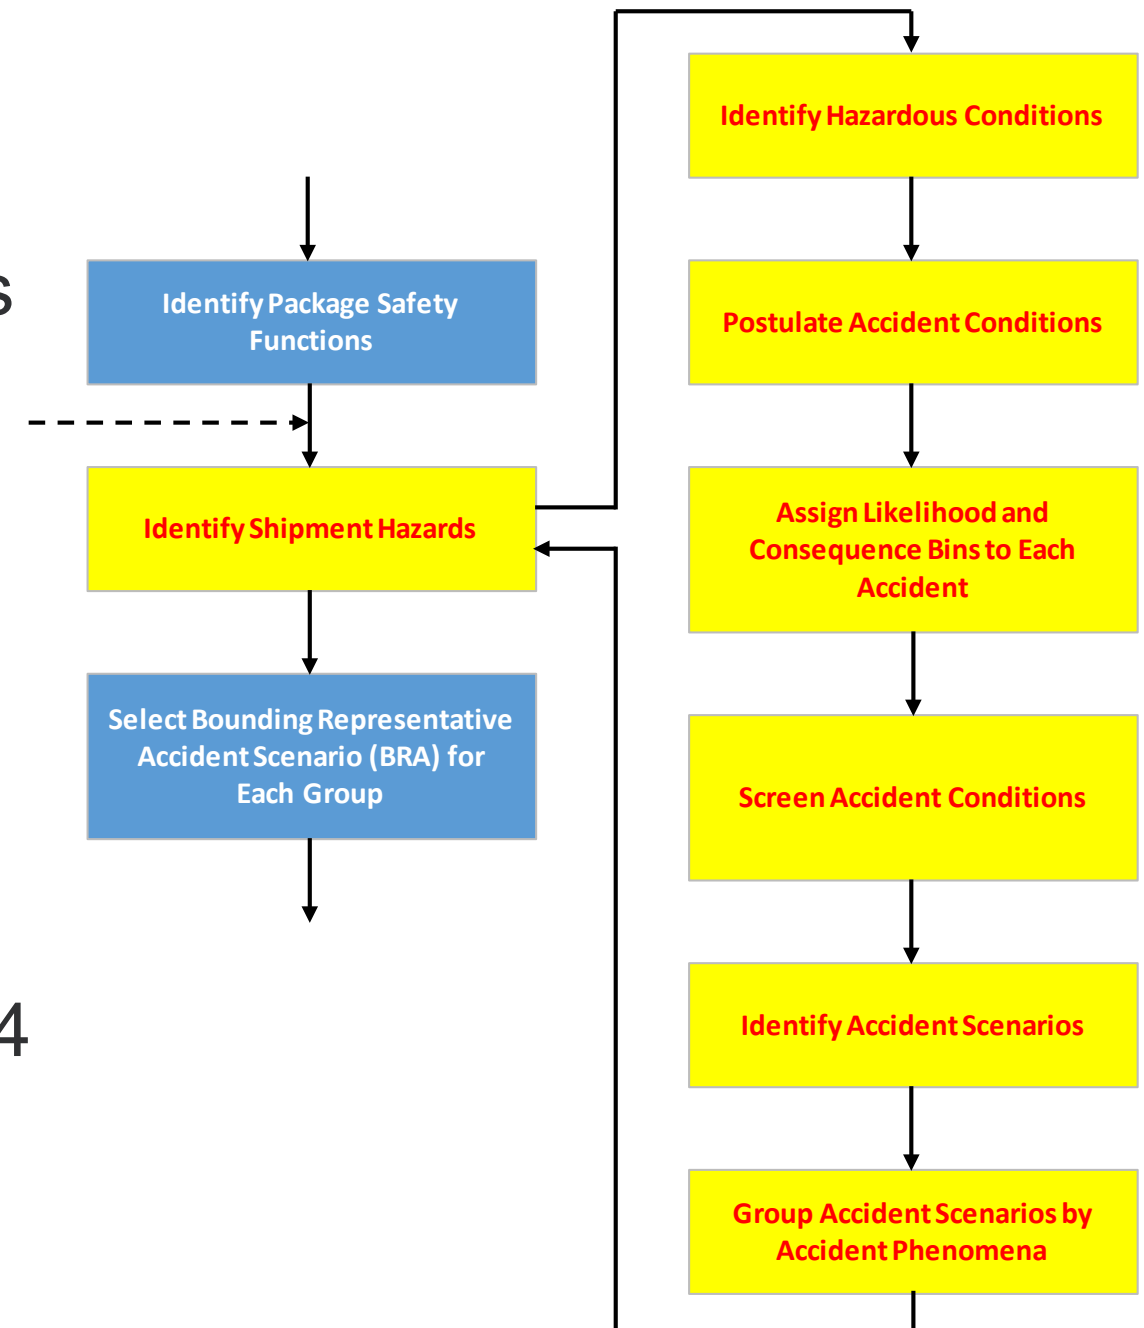 s
Identify Package Safety
Functions
Identify Shipment Hazards
Select Bounding Representative
Accident Scenario (BRA) for
Each Group
4
Identify Hazardous Conditions
Postulate Accident Conditions
Assign Likelihood and
Consequence Bins to Each
Accident
Screen Accident Conditions
Identify Accident Scenarios
Group Accident Scenarios by
Accident Phenomena